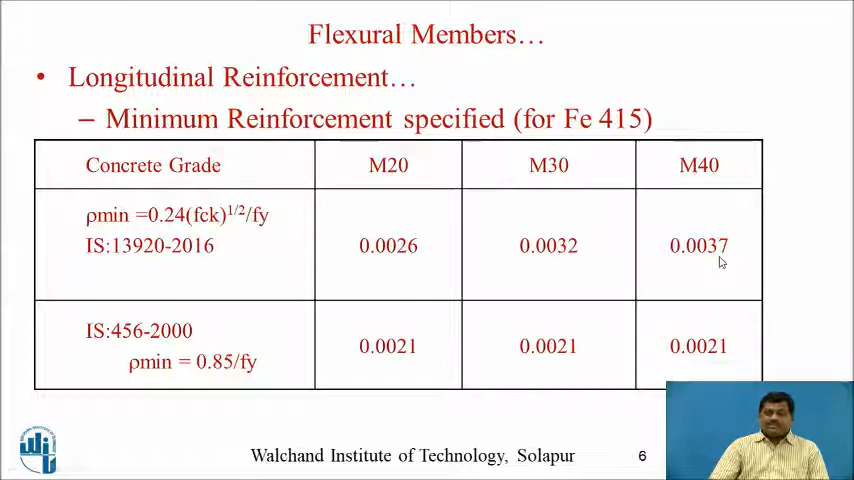 Flexural Members…
• Longitudinal Reinforcement…
– Minimum Reinforcement specified (for Fe 415)
Concrete Grade M20 M30 M40
ρmin =0.24(fck)^1/2/fy
IS:13920-2016 0.0026 0.0032 0.0037
IS:456-2000
ρmin = 0.85/fy 0.0021 0.0021 0.0021
Walchand Institute of Technology, Solapur 6